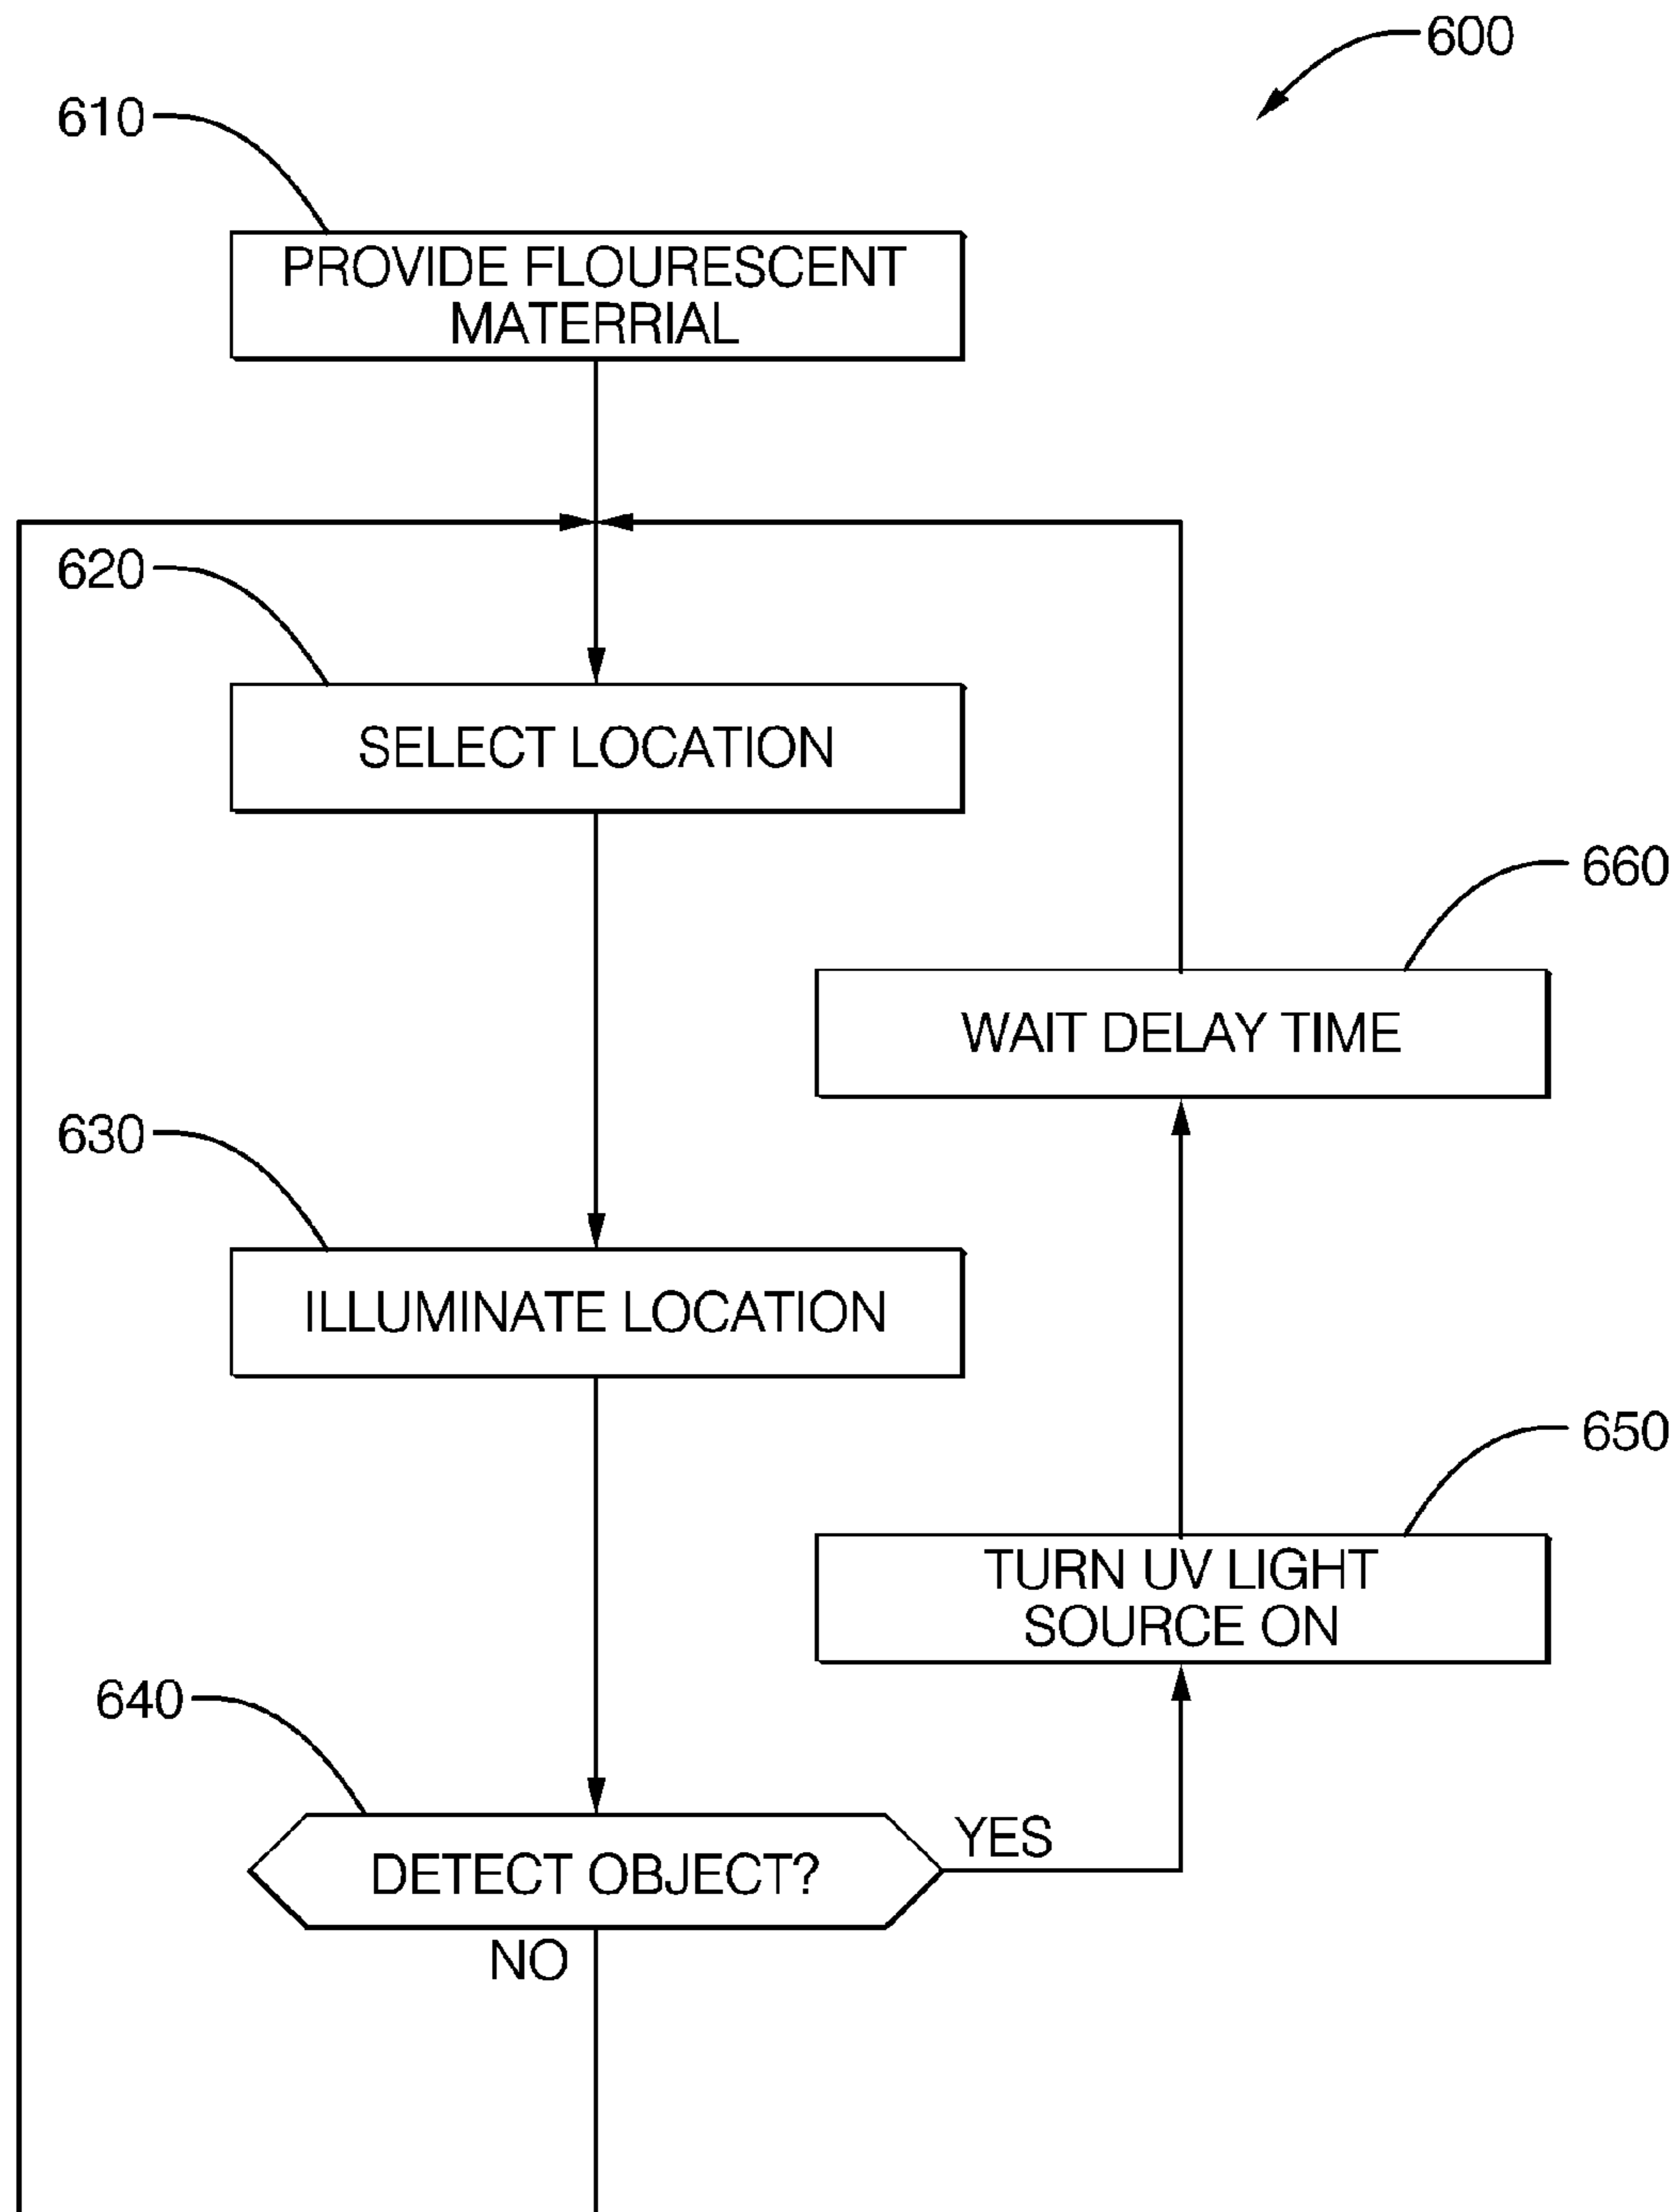 600
610
PROVIDE FLOURESCENT
MATERRIAL
620
SELECT LOCATION
660
WAIT DELAY TIME
630
ILLUMINATE LOCATION
650
TURN UV LIGHT
SOURCE ON
640
YES
DETECT OBJECT?
NO